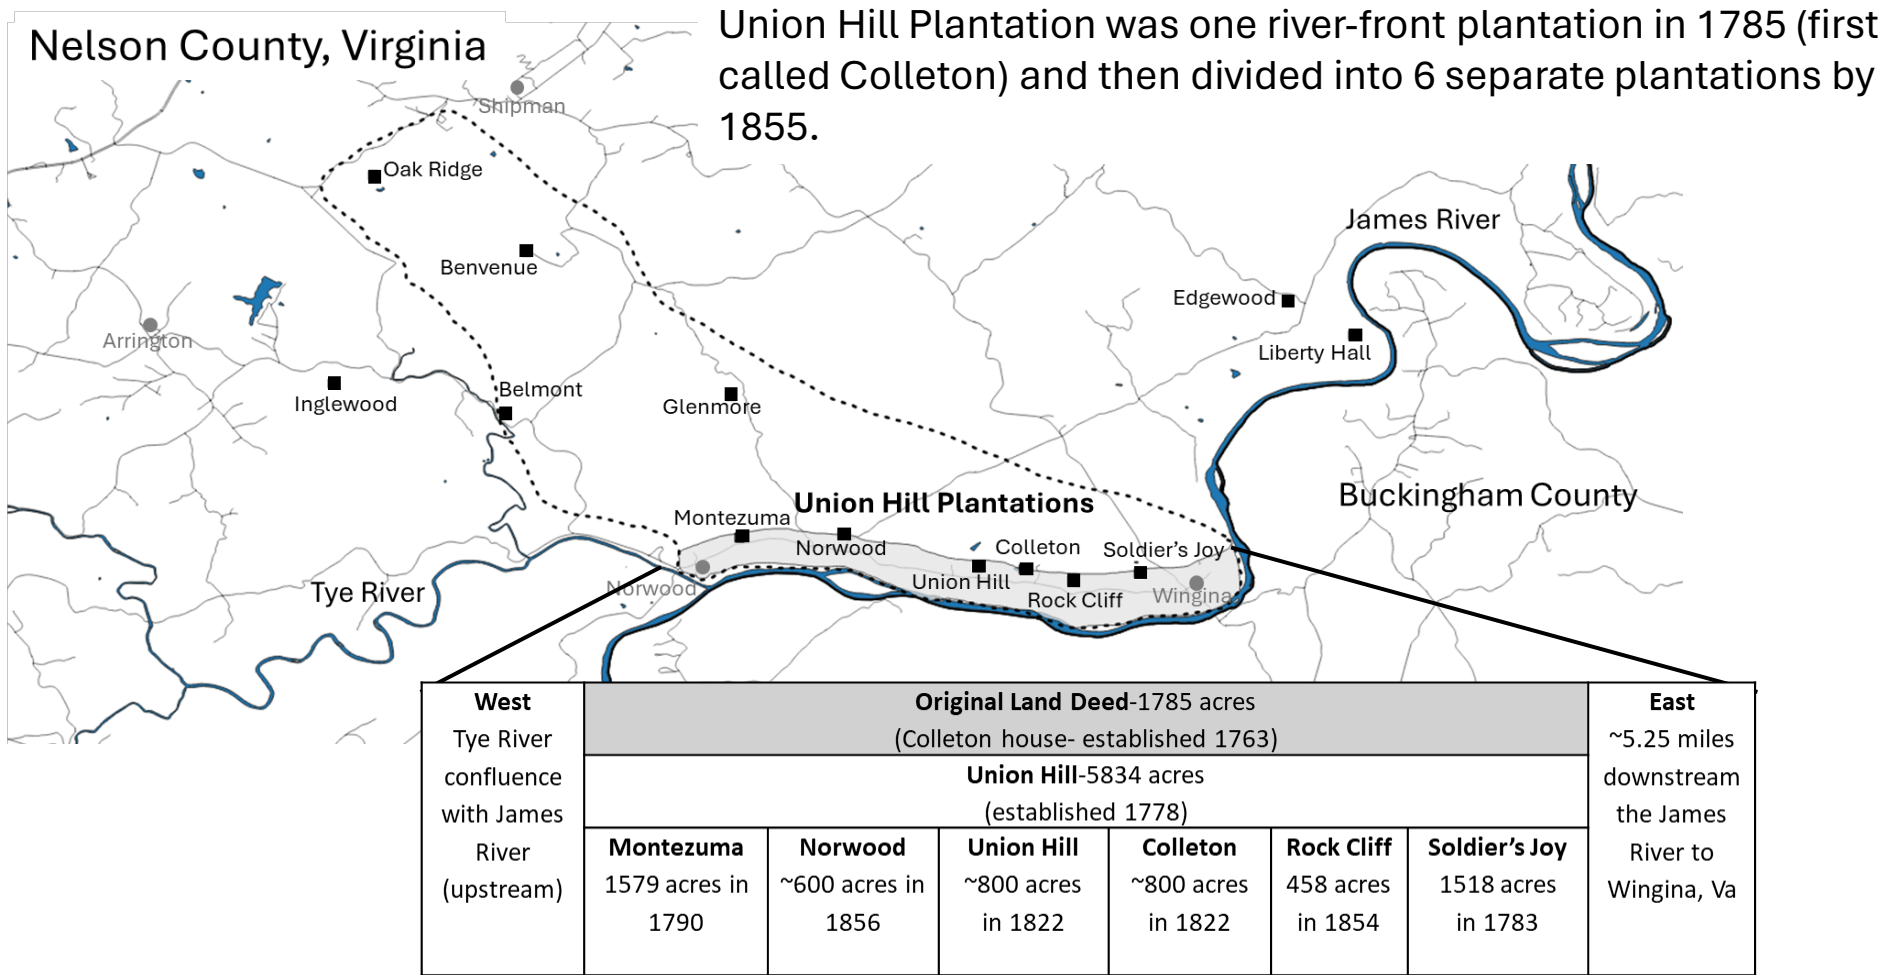 Nelson County, Virginia
Union Hill Plantation was one river-front plantation in 1785 (first
called Colleton) and then divided into 6 separate plantations by
1855.
Shipman
Oak Ridge
James River
Benvenue
Edgewood
Arrington
Liberty Hall
Belmont
Inglewood
Glenmore
Union Hill Plantations
Buckingham County
Montezuma
Norwood
Colleton
Soldier's Joy
Union Hill
Norwood
Tye River
Rock Cliff
Wingina
West
Tye River
confluence
with James
River
(upstream)
Original Land Deed-1785 acres
(Colleton house- established 1763)
Union Hill-5834 acres
(established 1778)
Montezuma
1579 acres in
1790
Norwood
~600 acres in
1856
Union Hill
~800 acres
in 1822
Colleton
~800 acres
in 1822
Rock Cliff
458 acres
in 1854
Soldier's Joy
1518 acres
in 1783
East
~5.25 miles
downstream
the James
River to
Wingina, Va